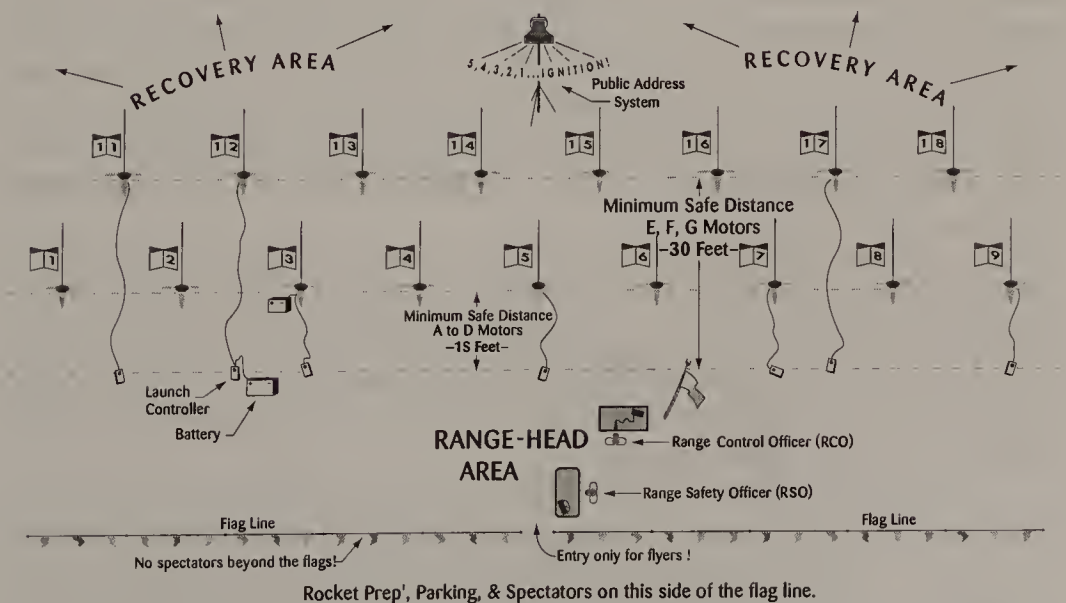 RECOVERY AREA
5, 4, 3, 2, 1 ... IGNITION!
RECOVERY AREA
Public Address
System
11
12
13
14
15
16
17
18
Minimum Safe Distance
E, F, G Motors
–30 Feet–
1
2
3
4
5
6
7
8
9
Minimum Safe Distance
A to D Motors
–1S Feet–
Launch
Controller
Battery
RANGE-HEAD
AREA
Range Control Officer (RCO)
Range Safety Officer (RSO)
Flag Line
Flag Line
No spectators beyond the flags!
Entry only for flyers !
Rocket Prep', Parking, & Spectators on this side of the flag line.